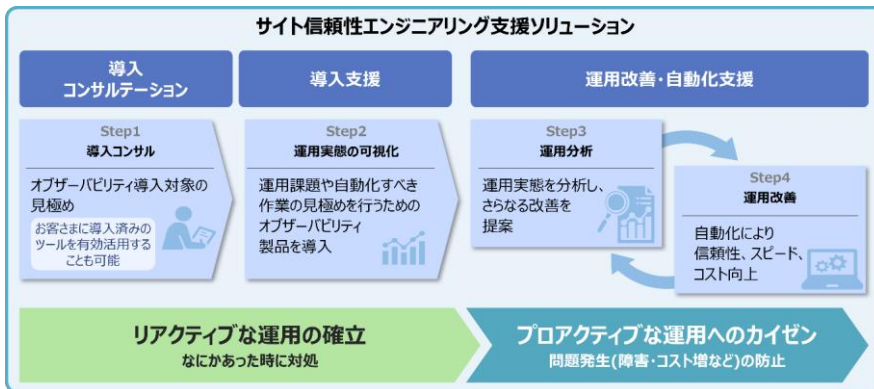 サイト信頼性エンジニアリング支援ソリューション
導入
コンサルテーション
導入支援
運用改善・自動化支援
Step1
導入コンサル
オブザーバビリティ導入対象の
見極め
お客さまに導入済みの
ツールを有効活用する
ことも可能
Step2
運用実態の可視化
運用課題や自動化すべき
作業の見極めを行うための
オブザーバビリティ
製品を導入
Step3
運用分析
運用実態を分析し、
さらなる改善を
提案
Step4
運用改善
自動化により
信頼性、スピード、
コスト向上
リアクティブな運用の確立
なにかあった時に対処
プロアクティブな運用へのカイゼン
問題発生(障害・コスト増など)の防止